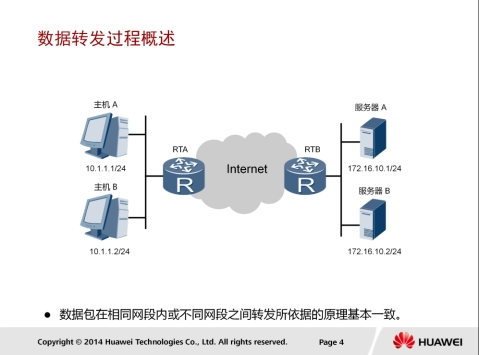 数据转发过程概述
主机 A
服务器 A
RTA
RTB
Internet
R
R
10.1.1.1/24
172.16.10.1/24
主机 B
服务器 B
10.1.1.2/24
172.16.10.2/24
● 数据包在相同网段内或不同网段之间转发所依据的原理基本一致。
Copyright © 2014 Huawei Technologies Co., Ltd. All rights reserved. Page 4 HUAWEI